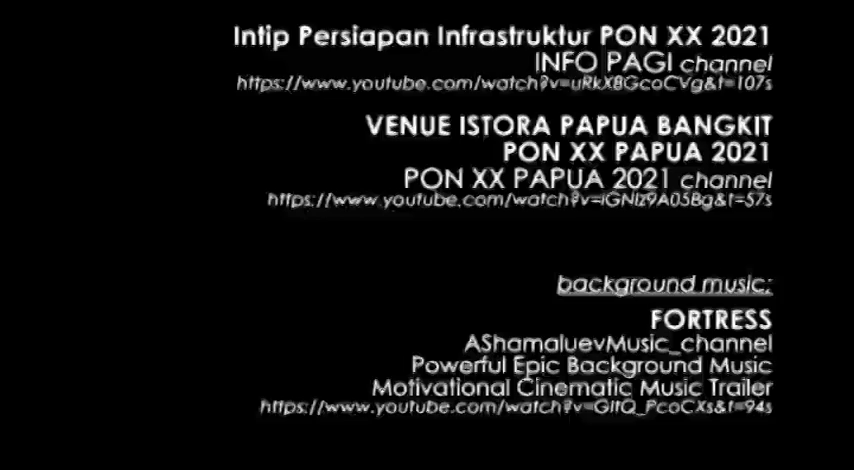 Intip Persiapan Infrastruktur PON XX 2021
INFO PAGI channel
https://www.youtube.com/watch?v=uRkXBGcoCVg&t=107s
VENUE ISTORA PAPUA BANGKIT
PON XX PAPUA 2021
PON XX PAPUA 2021 channel
https://www.youtube.com/watch?v=iGNlz9A05Bg&t=57s
background music:
FORTRESS
AShamaluevMusic_channel
Powerful Epic Background Music
Motivational Cinematic Music Trailer
https://www.youtube.com/watch?v=GltQ_PcoCXs&t=94s